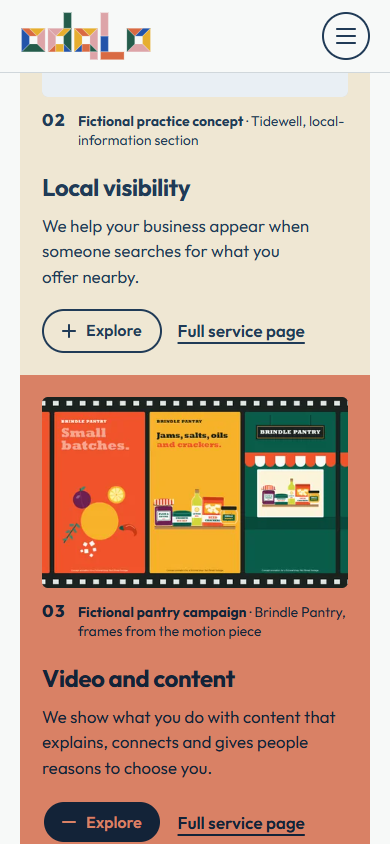 adalo
02 Fictional practice concept · Tidewell, local-
information section
Local visibility
We help your business appear when
someone searches for what you
offer nearby.
Explore
Full service page
BRINDLE PANTRY
Small
batches.
BRINDLE PANTRY
Jams, salts, oils
and crackers.
BRINDLE PANTRY
03 Fictional pantry campaign · Brindle Pantry,
frames from the motion piece
Video and content
We show what you do with content that
explains, connects and gives people
reasons to choose you.
Explore
Full service page